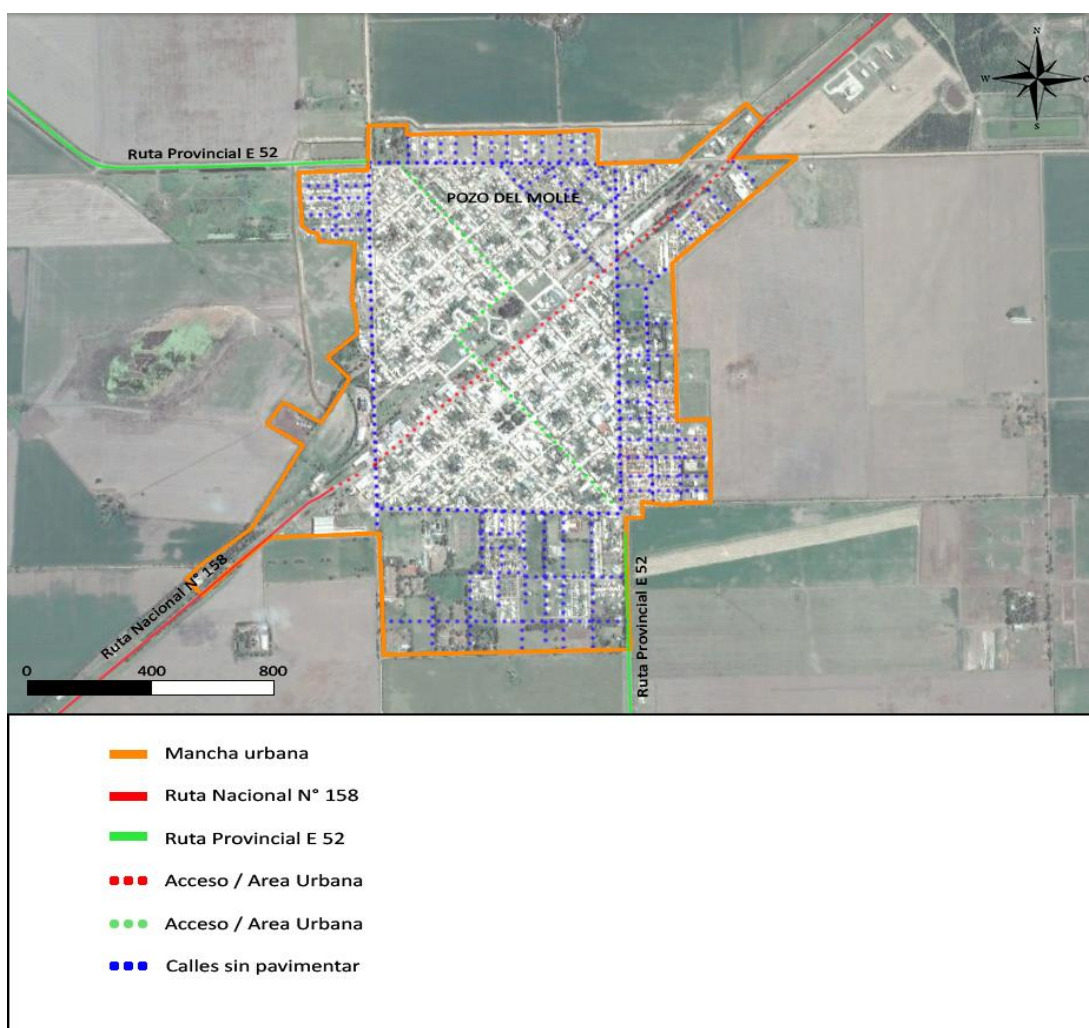 N
W
S
Ruta Provincial E 52
POZO DEL MOLLE
Ruta Nacional N° 158
Ruta Provincial E 52
0 400 800
Mancha urbana
Ruta Nacional N° 158
Ruta Provincial E 52
Acceso / Area Urbana
Acceso / Area Urbana
Calles sin pavimentar